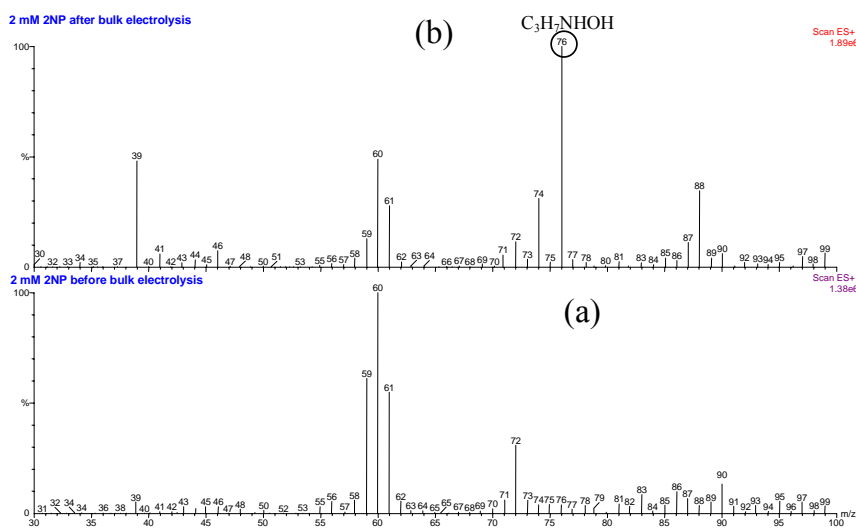 2 mM 2NP after bulk electrolysis
(b)
C₃H₇NHOH
Scan ES+
1.89e6
100
%
0
30 32 33 34 35 37 39 40 41 42 43 44 45 46 47 48 50 51 53 55 56 57 58 59 60 61 62 63 64 66 67 68 69 70 71 72 73 74 75 76 77 78 80 81 83 84 85 86 87 88 89 90 92 93 94 95 97 98 99
2 mM 2NP before bulk electrolysis
(a)
Scan ES+
1.38e6
100
%
0
31 32 33 34 34 36 38 39 40 41 42 43 45 46 47 48 50 52 53 55 56 57 58 59 60 61 62 63 64 65 65 67 68 69 70 71 72 73 74 75 76 77 78 79 81 82 83 84 85 86 87 88 89 90 91 92 93 94 95 96 97 98 99
30 35 40 45 50 55 60 65 70 75 80 85 90 95 100
m/z